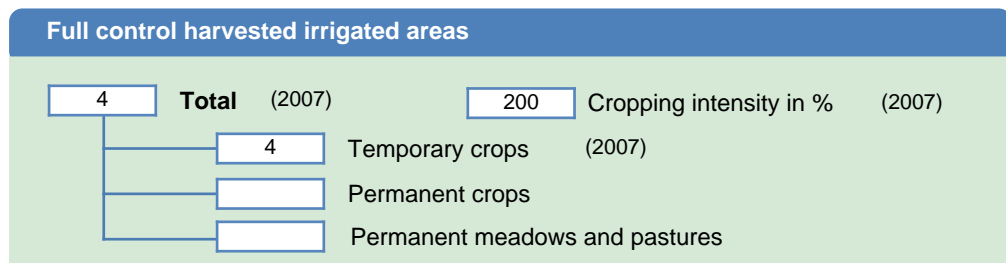 Full control harvested irrigated areas
4 Total (2007) 200 Cropping intensity in % (2007)
4 Temporary crops (2007)
Permanent crops
Permanent meadows and pastures